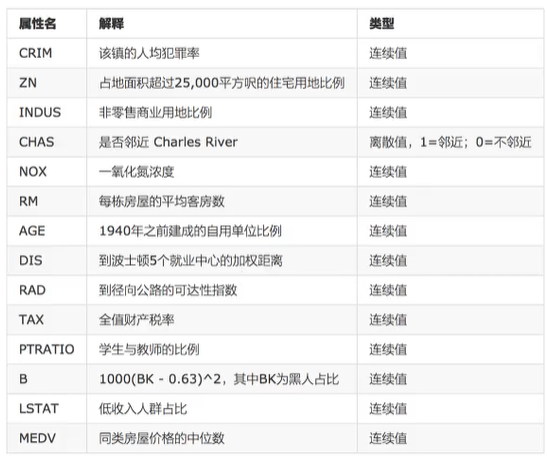 属性名 解释 类型
CRIM 该镇的人均犯罪率 连续值
ZN 占地面积超过25,000平方呎的住宅用地比例 连续值
INDUS 非零售商业用地比例 连续值
CHAS 是否邻近 Charles River 离散值，1=邻近；0=不邻近
NOX 一氧化氮浓度 连续值
RM 每栋房屋的平均客房数 连续值
AGE 1940年之前建成的自用单位比例 连续值
DIS 到波士顿5个就业中心的加权距离 连续值
RAD 到径向公路的可达性指数 连续值
TAX 全值财产税率 连续值
PTRATIO 学生与教师的比例 连续值
B 1000(BK - 0.63)^2，其中BK为黑人占比 连续值
LSTAT 低收入人群占比 连续值
MEDV 同类房屋价格的中位数 连续值